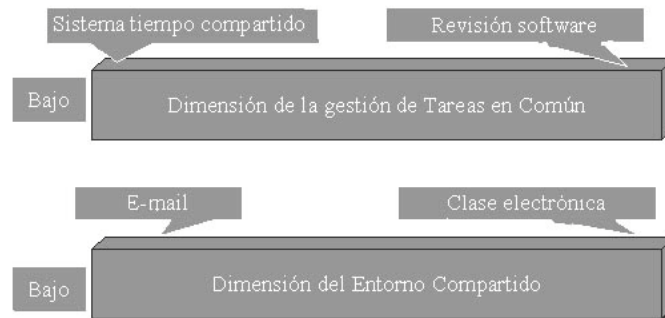 Sistema tiempo compartido
Revisión software
Bajo
Dimensión de la gestión de Tareas en Común
E-mail
Clase electrónica
Bajo
Dimensión del Entorno Compartido